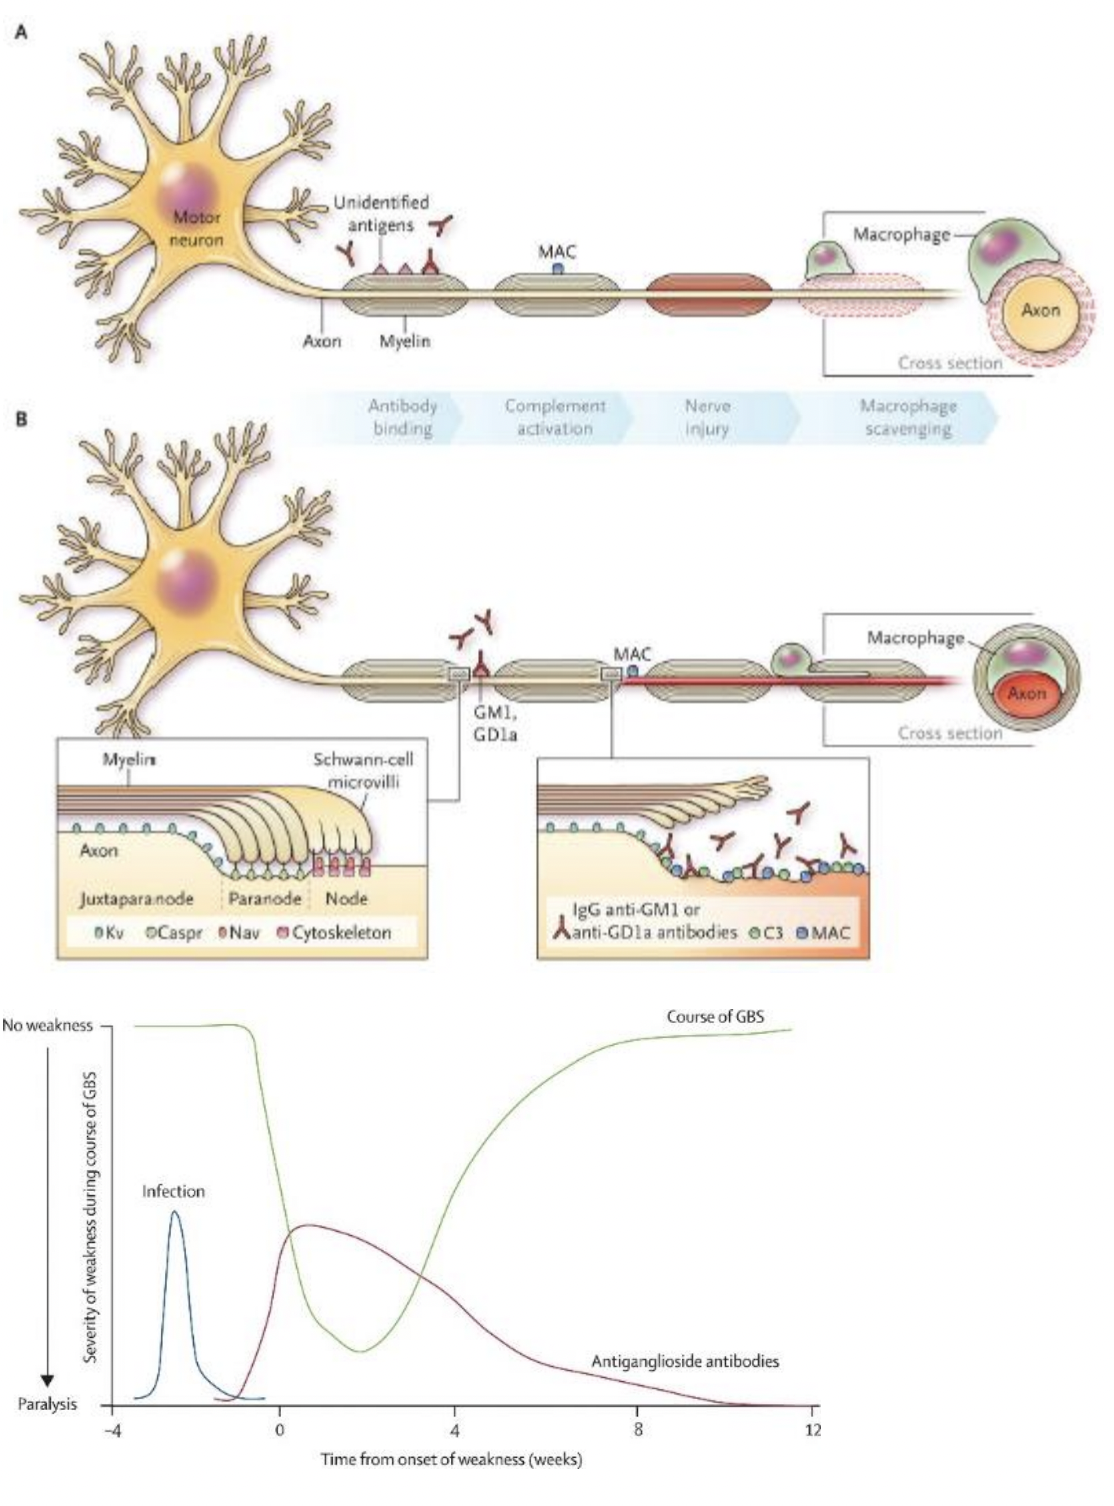 A
Motor
neuron
Unidentified
antigens
MAC
Macrophage
Axon
Axon
Myelin
Cross section
Antibody
binding
Complement
activation
Nerve
injury
Macrophage
scavenging
B
MAC
Macrophage
GM1,
GD1a
Axon
Cross section
Myelin
Schwann-cell
microvilli
Axon
Juxtaparanode
Paranode
Node
Kv
Caspr
Nav
Cytoskeleton
IgG anti-GM1 or
anti-GD1a antibodies
C3
MAC
No weakness
Paralysis
Severity of weakness during course of GBS
Infection
Course of GBS
Antiganglioside antibodies
-4
0
4
8
12
Time from onset of weakness (weeks)